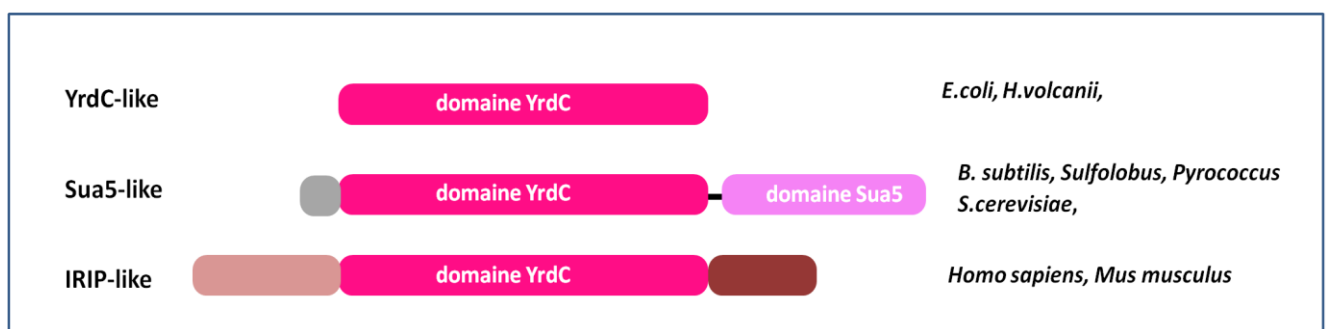 YrdC-like domaine YrdC E.coli, H.volcanii,
Sua5-like domaine YrdC domaine Sua5 B. subtilis, Sulfolobus, Pyrococcus
S.cerevisiae,
IRIP-like domaine YrdC Homo sapiens, Mus musculus